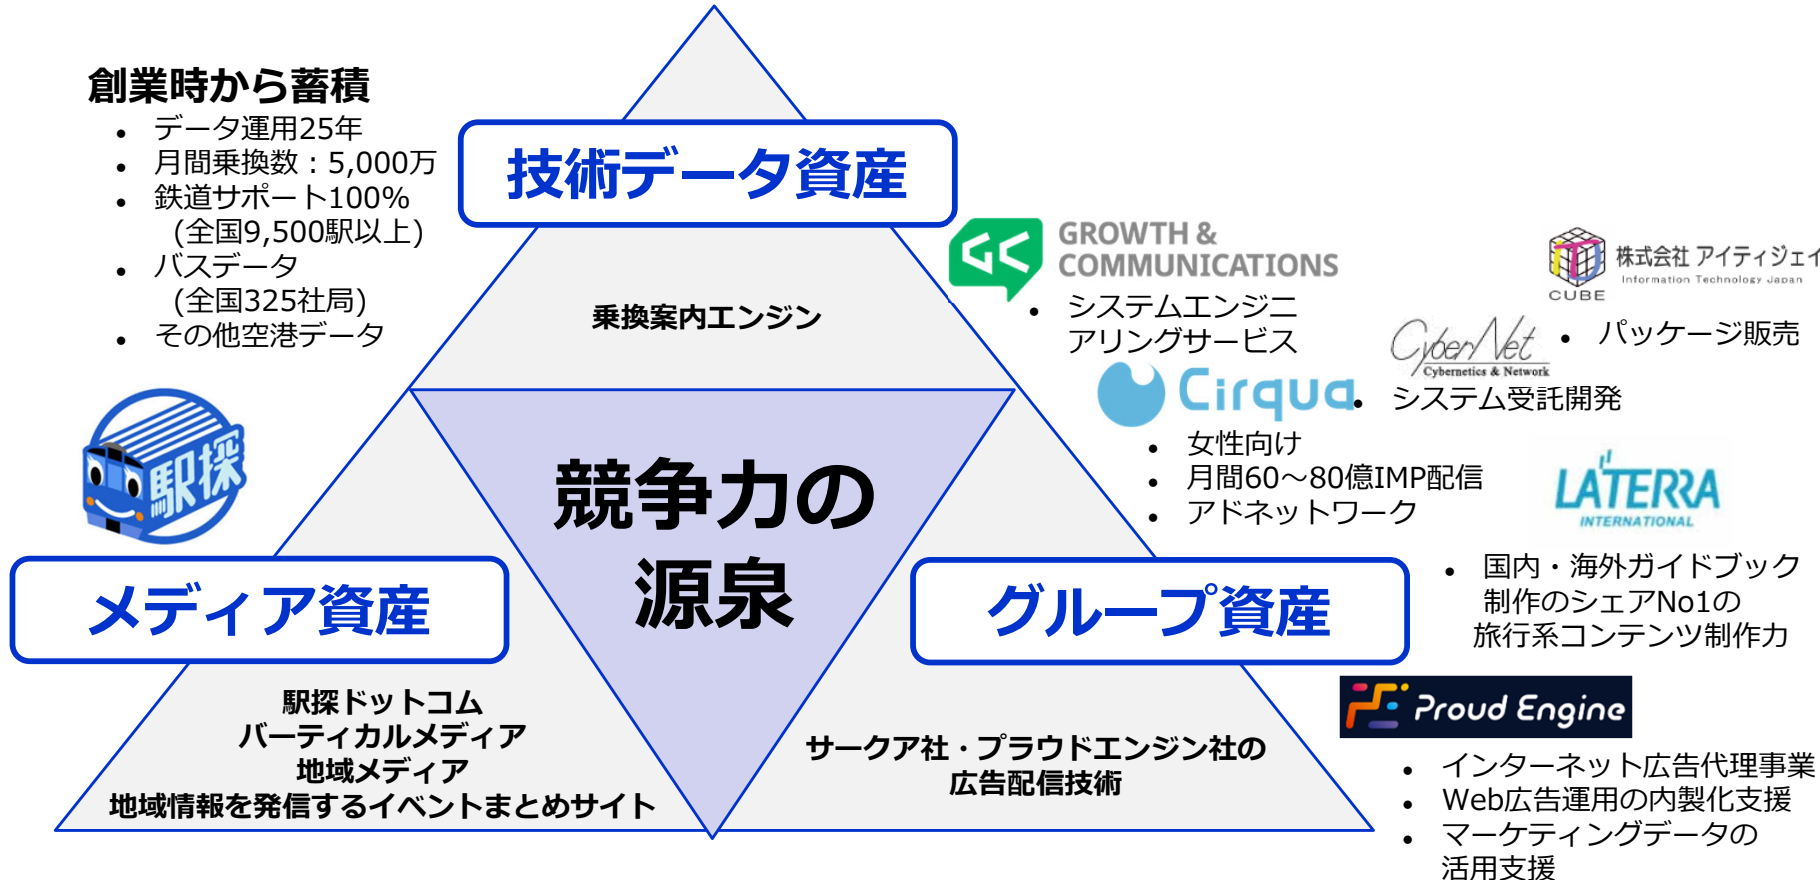 創業時から蓄積
• データ運用25年
• 月間乗換数：5,000万
• 鉄道サポート100%
(全国9,500駅以上)
• バスデータ
(全国325社局)
• その他空港データ
技術データ資産
乗換案内エンジン
駅探
メディア資産
駅探ドットコム
バーティカルメディア
地域メディア
地域情報を発信するイベントまとめサイト
競争力の
源泉
グループ資産
サークア社・プラウドエンジン社の
広告配信技術
GC
GROWTH &
COMMUNICATIONS
• システムエンジニ
アリングサービス
CUBE
株式会社 アイティジェイ
Information Technology Japan
• パッケージ販売
CyberNet
Cybernetics & Network
• システム受託開発
Cirqua
• 女性向け
• 月間60～80億IMP配信
• アドネットワーク
LATERRA
INTERNATIONAL
• 国内・海外ガイドブック
制作のシェアNo1の
旅行系コンテンツ制作力
Proud Engine
• インターネット広告代理事業
• Web広告運用の内製化支援
• マーケティングデータの
活用支援